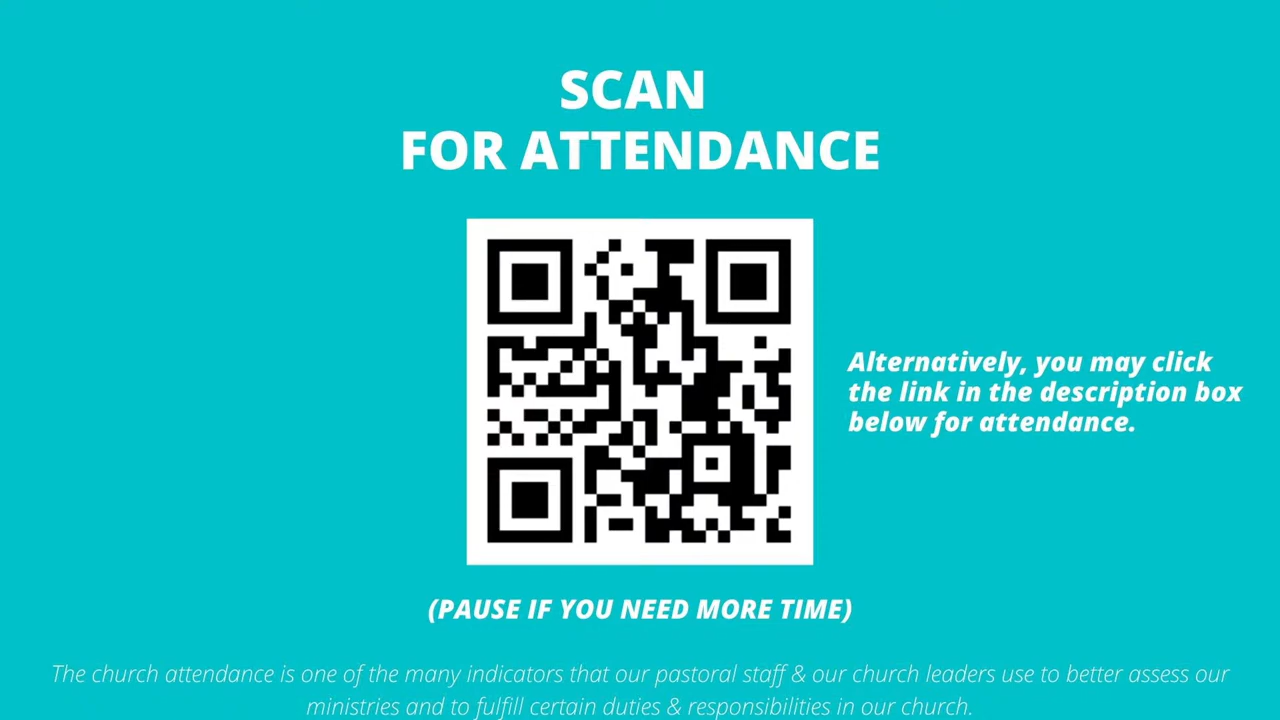 SCAN
FOR ATTENDANCE
Alternatively, you may click
the link in the description box
below for attendance.
(PAUSE IF YOU NEED MORE TIME)
The church attendance is one of the many indicators that our pastoral staff & our church leaders use to better assess our
ministries and to fulfill certain duties & responsibilities in our church.